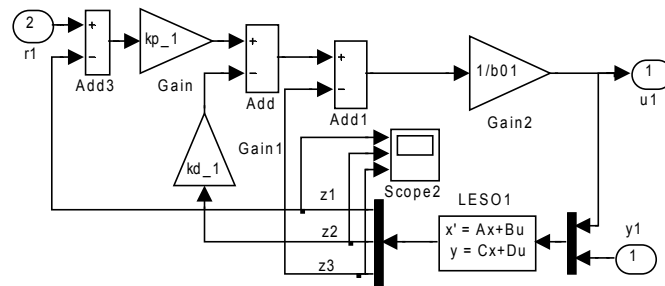 2
r1
Add3
kp_1
Gain
Add
Add1
1/b01
Gain2
1
u1
kd_1
Gain1
Scope2
z1
z2
z3
LESO1
x' = Ax+Bu
y = Cx+Du
y1
1